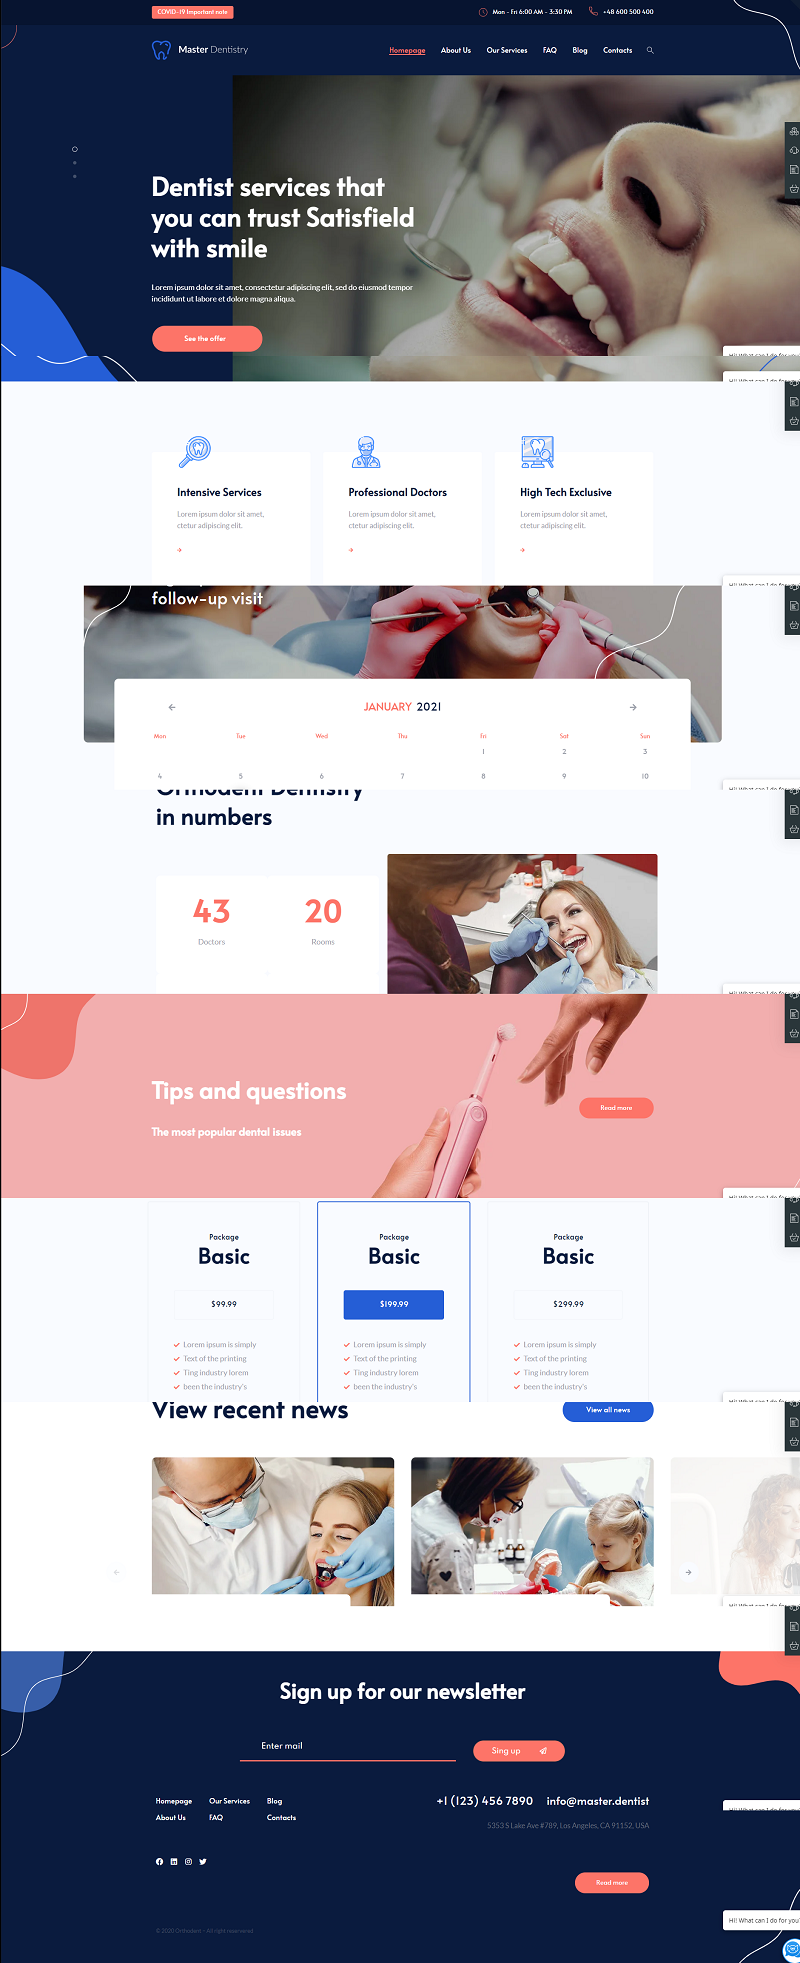 COVID-19 Important note
Mon - Fri 6:00 AM - 3:30 PM
+48 600 500 400
Master Dentistry
Homepage
About Us
Our Services
FAQ
Blog
Contacts
Dentist services that
you can trust Satisfield
with smile
Lorem ipsum dolor sit amet, consectetur adipiscing elit, sed do eiusmod tempor
incididunt ut labore et dolore magna aliqua.
See the offer
Intensive Services
Lorem ipsum dolor sit amet,
ctetur adipiscing elit.
Professional Doctors
Lorem ipsum dolor sit amet,
ctetur adipiscing elit.
High Tech Exclusive
Lorem ipsum dolor sit amet,
ctetur adipiscing elit.
follow-up visit
JANUARY 2021
Mon Tue Wed Thu Fri Sat Sun
1 2 3
4 5 6 7 8 9 10
Orthodent Dentistry
in numbers
43
Doctors
20
Rooms
Tips and questions
The most popular dental issues
Read more
Package
Basic
$99.99
Lorem ipsum is simply
Text of the printing
Ting industry lorem
been the industry's
Package
Basic
$199.99
Lorem ipsum is simply
Text of the printing
Ting industry lorem
been the industry's
Package
Basic
$299.99
Lorem ipsum is simply
Text of the printing
Ting industry lorem
been the industry's
View recent news
View all news
Sign up for our newsletter
Enter mail
Sing up
Homepage
Our Services
Blog
About Us
FAQ
Contacts
+1 (123) 456 7890
info@master.dentist
5353 S Lake Ave #789, Los Angeles, CA 91152, USA
Read more
Hi! What can I do for you?
© 2020 Orthodent - All right reserverd